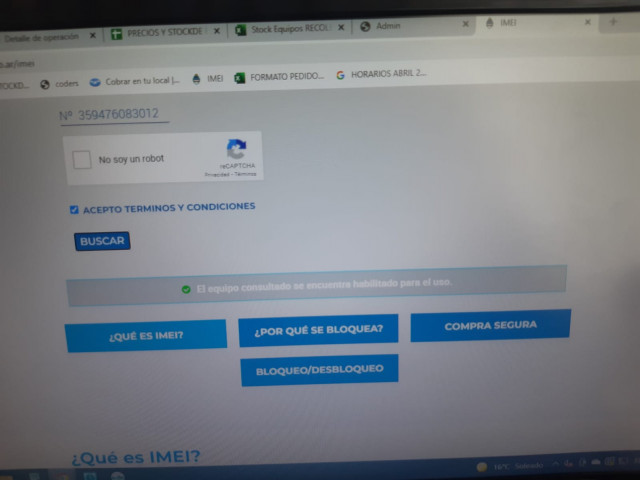 Detalle de operación
PRECIOS Y STOCKDE
Stock Equipos RECOL
Admin
IMEI
.ar/imei
coders
Cobrar en tu local |...
IMEI
FORMATO PEDIDO...
HORARIOS ABRIL 2...
Nº 359476083012
No soy un robot
reCAPTCHA
Privacidad - Términos
ACEPTO TERMINOS Y CONDICIONES
BUSCAR
El equipo consultado se encuentra habilitado para el uso.
¿QUÉ ES IMEI?
¿POR QUÉ SE BLOQUEA?
COMPRA SEGURA
BLOQUEO/DESBLOQUEO
¿Qué es IMEI?
16°C Soleado